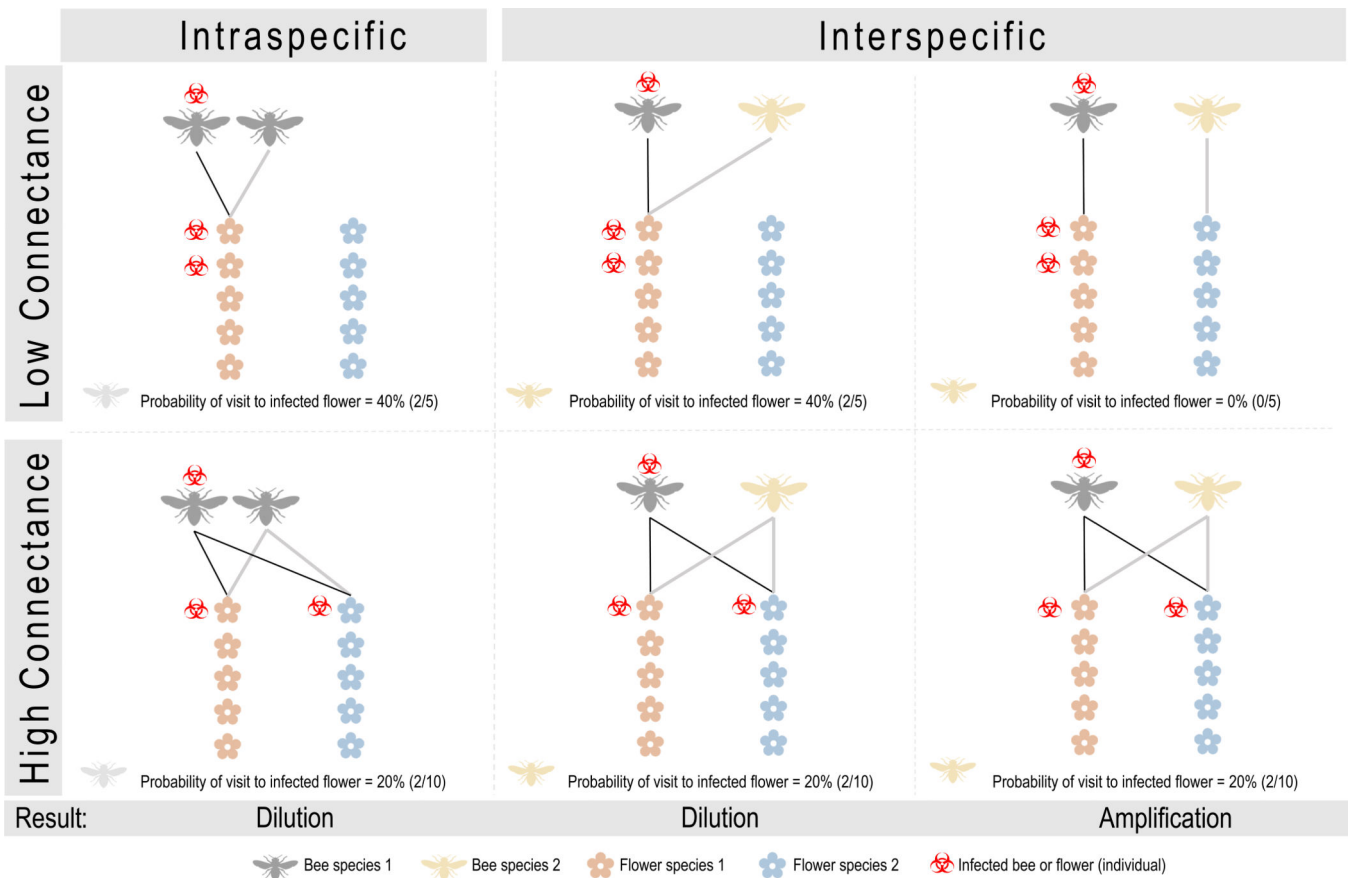 Intraspecific
Interspecific
Low Connectance
Probability of visit to infected flower = 40% (2/5)
Probability of visit to infected flower = 40% (2/5)
Probability of visit to infected flower = 0% (0/5)
High Connectance
Probability of visit to infected flower = 20% (2/10)
Probability of visit to infected flower = 20% (2/10)
Probability of visit to infected flower = 20% (2/10)
Result:
Dilution
Dilution
Amplification
Bee species 1
Bee species 2
Flower species 1
Flower species 2
Infected bee or flower (individual)